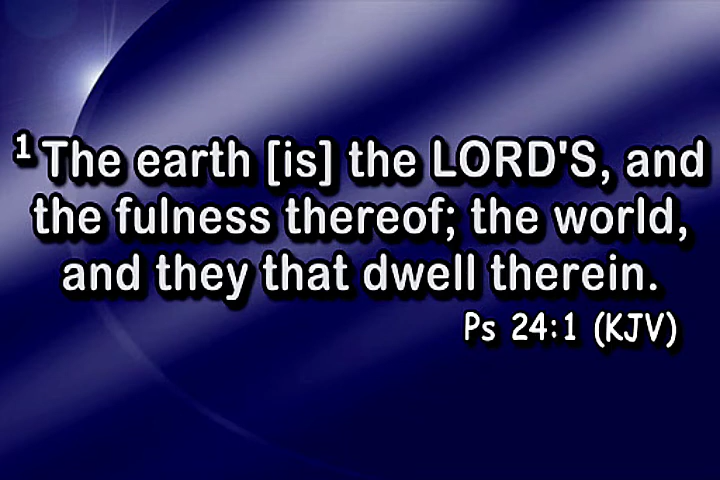 1 The earth [is] the LORD'S, and
the fulness thereof; the world,
and they that dwell therein.
Ps 24:1 (KJV)